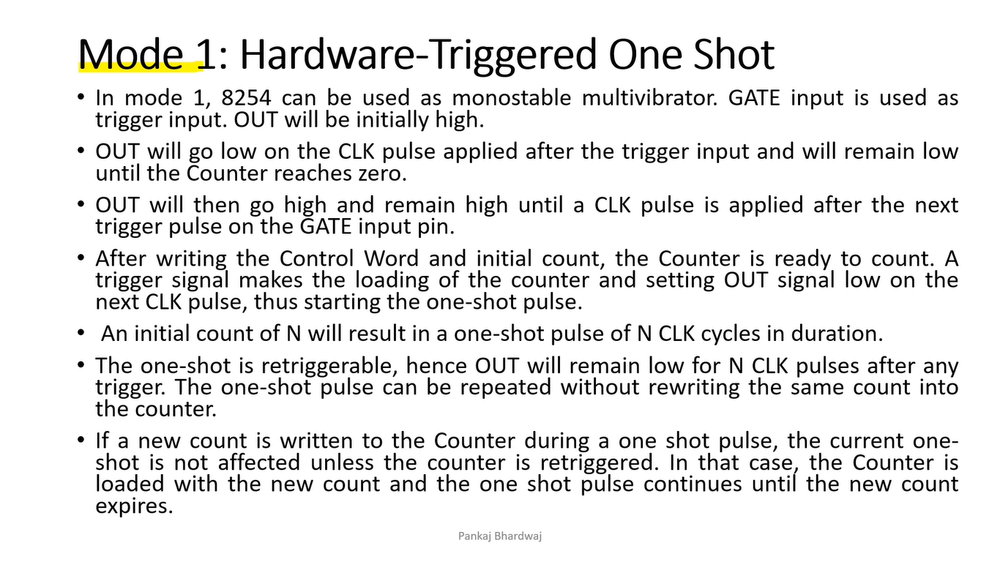 Mode 1: Hardware-Triggered One Shot
• In mode 1, 8254 can be used as monostable multivibrator. GATE input is used as
trigger input. OUT will be initially high.
• OUT will go low on the CLK pulse applied after the trigger input and will remain low
until the Counter reaches zero.
• OUT will then go high and remain high until a CLK pulse is applied after the next
trigger pulse on the GATE input pin.
• After writing the Control Word and initial count, the Counter is ready to count. A
trigger signal makes the loading of the counter and setting OUT signal low on the
next CLK pulse, thus starting the one-shot pulse.
• An initial count of N will result in a one-shot pulse of N CLK cycles in duration.
• The one-shot is retriggerable, hence OUT will remain low for N CLK pulses after any
trigger. The one-shot pulse can be repeated without rewriting the same count into
the counter.
• If a new count is written to the Counter during a one shot pulse, the current one-
shot is not affected unless the counter is retriggered. In that case, the Counter is
loaded with the new count and the one shot pulse continues until the new count
expires.
Pankaj Bhardwaj